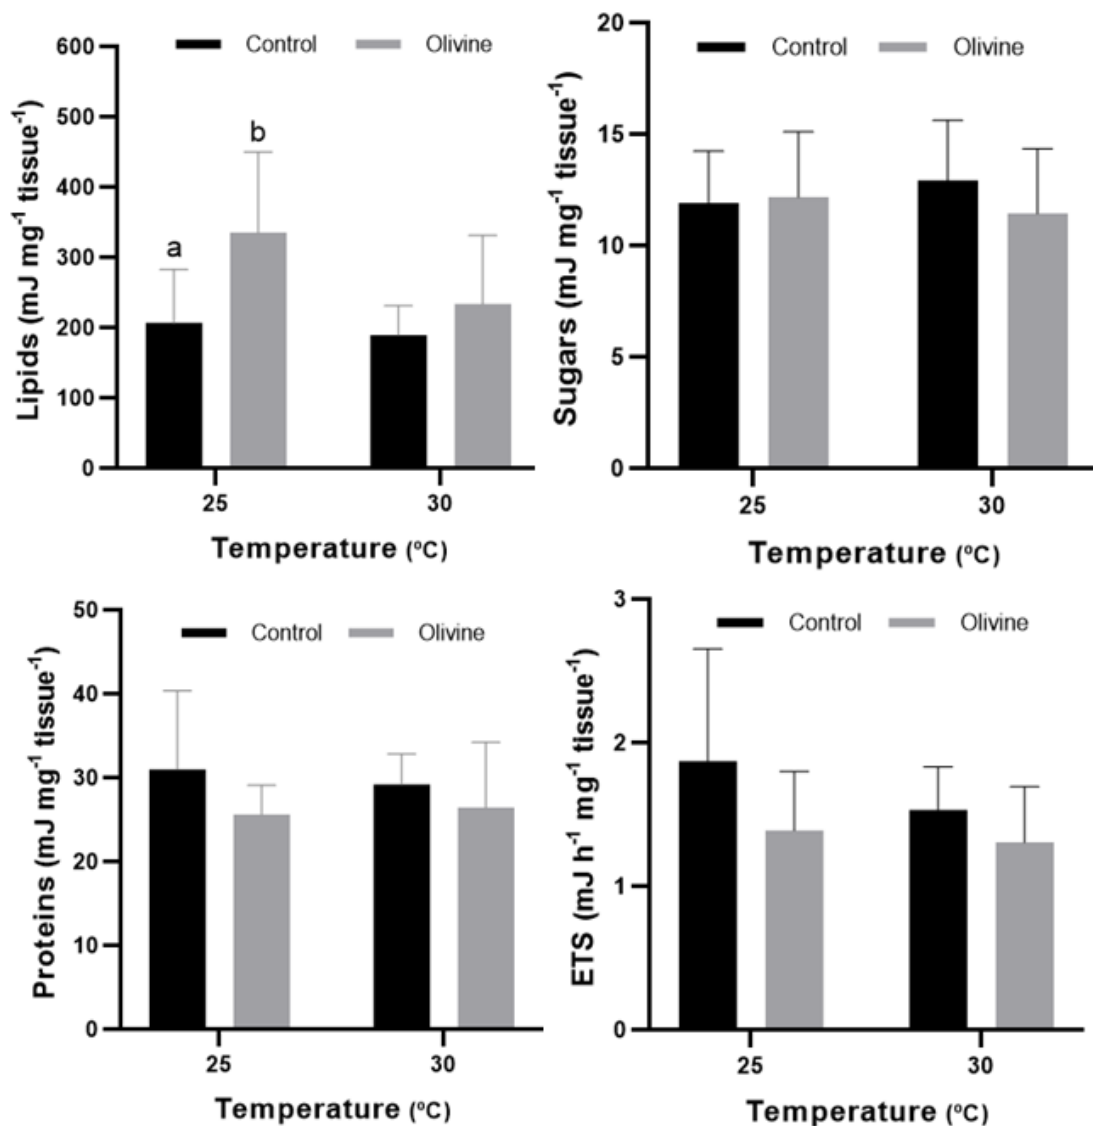 Control Olivine
Lipids (mJ mg⁻¹ tissue⁻¹)
600
500
400
300
200
100
0
a
b
25 30
Temperature (ºC)
Control Olivine
Sugars (mJ mg⁻¹ tissue⁻¹)
20
15
10
5
0
25 30
Temperature (ºC)
Control Olivine
Proteins (mJ mg⁻¹ tissue⁻¹)
50
40
30
20
10
0
25 30
Temperature (ºC)
Control Olivine
ETS (mJ h⁻¹ mg⁻¹ tissue⁻¹)
3
2
1
0
25 30
Temperature (ºC)